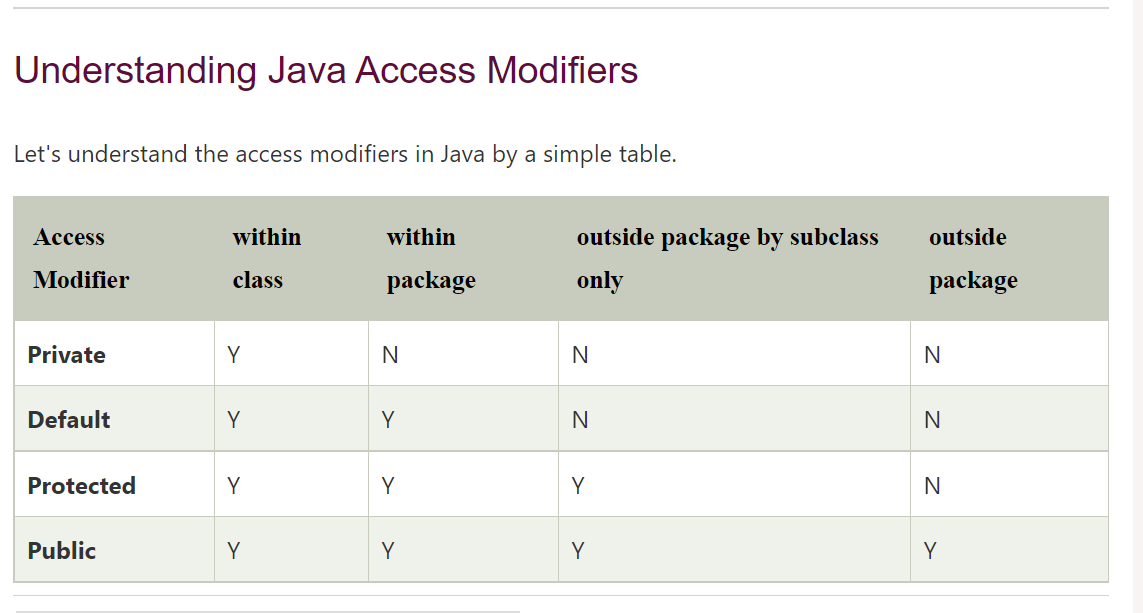 Understanding Java Access Modifiers
Let's understand the access modifiers in Java by a simple table.
Access Modifier within class within package outside package by subclass only outside package
Private Y N N N
Default Y Y N N
Protected Y Y Y N
Public Y Y Y Y